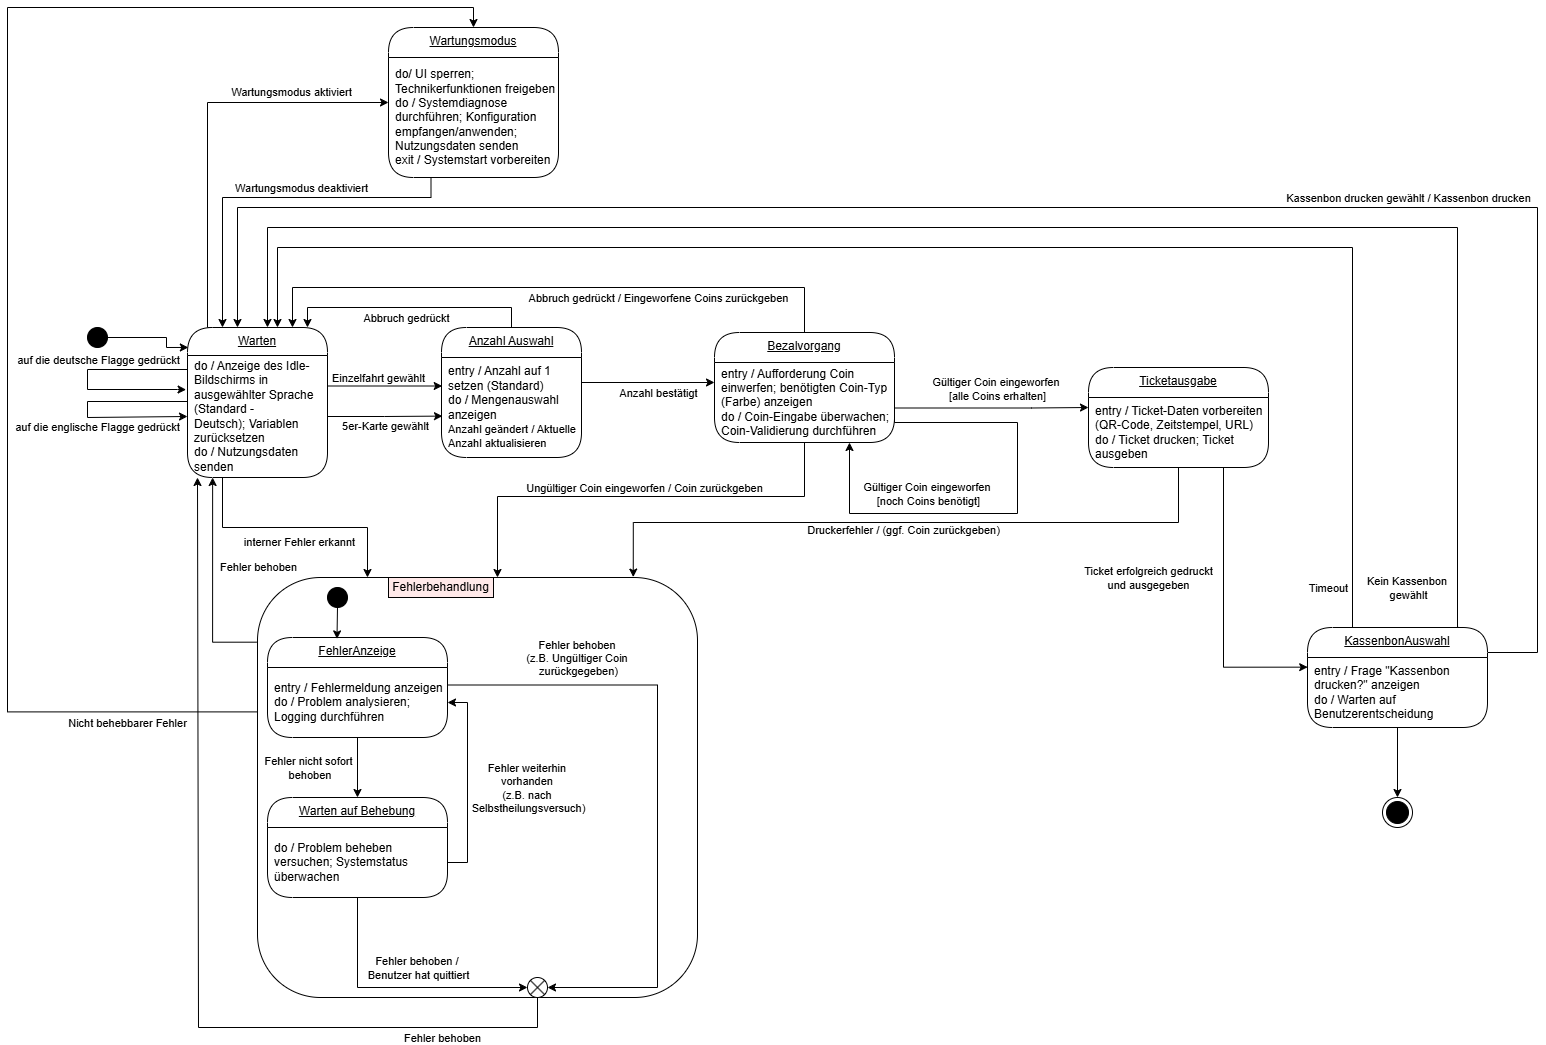 Wartungsmodus
do/ UI sperren;
Technikerfunktionen freigeben
do / Systemdiagnose
durchführen; Konfiguration
empfangen/anwenden;
Nutzungsdaten senden
exit / Systemstart vorbereiten
Wartungsmodus aktiviert
Wartungsmodus deaktiviert
Kassenbon drucken gewählt / Kassenbon drucken
Abbruch gedrückt / Eingeworfene Coins zurückgeben
Abbruch gedrückt
auf die deutsche Flagge gedrückt
auf die englische Flagge gedrückt
Warten
do / Anzeige des Idle-
Bildschirms in
ausgewählter Sprache
(Standard -
Deutsch); Variablen
zurücksetzen
do / Nutzungsdaten
senden
Einzelfahrt gewählt
5er-Karte gewählt
Anzahl Auswahl
entry / Anzahl auf 1
setzen (Standard)
do / Mengenauswahl
anzeigen
Anzahl geändert / Aktuelle
Anzahl aktualisieren
Anzahl bestätigt
Bezalvorgang
entry / Aufforderung Coin
einwerfen; benötigten Coin-Typ
(Farbe) anzeigen
do / Coin-Eingabe überwachen;
Coin-Validierung durchführen
Gültiger Coin eingeworfen
[alle Coins erhalten]
Gültiger Coin eingeworfen
[noch Coins benötigt]
Ticketausgabe
entry / Ticket-Daten vorbereiten
(QR-Code, Zeitstempel, URL)
do / Ticket drucken; Ticket
ausgeben
Ungültiger Coin eingeworfen / Coin zurückgeben
Druckerfehler / (ggf. Coin zurückgeben)
interner Fehler erkannt
Fehler behoben
Ticket erfolgreich gedruckt
und ausgegeben
Timeout
Kein Kassenbon
gewählt
KassenbonAuswahl
entry / Frage "Kassenbon
drucken?" anzeigen
do / Warten auf
Benutzerentscheidung
Fehlerbehandlung
FehlerAnzeige
entry / Fehlermeldung anzeigen
do / Problem analysieren;
Logging durchführen
Fehler behoben
(z.B. Ungültiger Coin
zurückgegeben)
Nicht behebbarer Fehler
Fehler nicht sofort
behoben
Fehler weiterhin
vorhanden
(z.B. nach
Selbstheilungsversuch)
Warten auf Behebung
do / Problem beheben
versuchen; Systemstatus
überwachen
Fehler behoben /
Benutzer hat quittiert
Fehler behoben